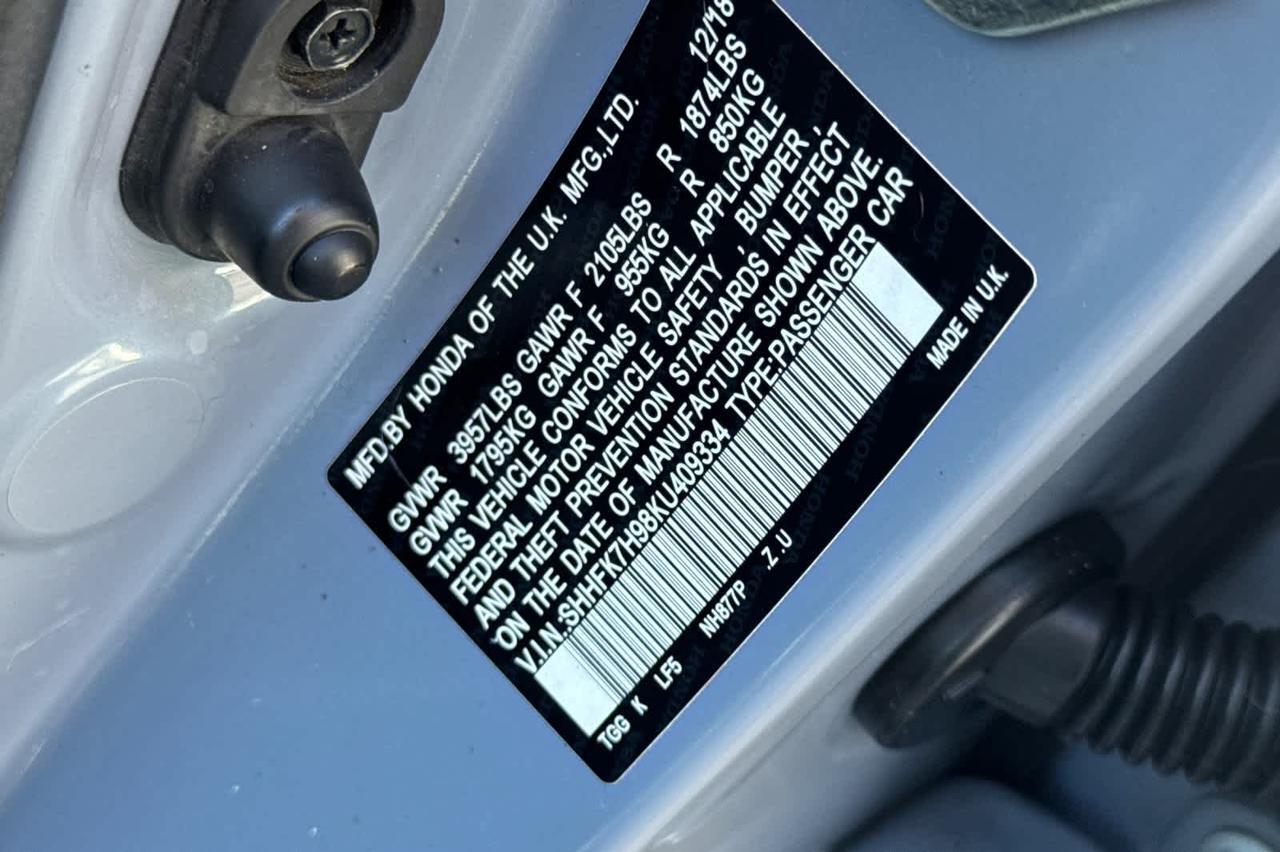 MFD.BY HONDA OF THE U.K. MFG.,LTD. 12/18
GVWR 3957LBS GAWR F 2105LBS R 1874LBS
GVWR 1795KG GAWR F 955KG R 850KG
THIS VEHICLE CONFORMS TO ALL APPLICABLE
FEDERAL MOTOR VEHICLE SAFETY , BUMPER ,
AND THEFT PREVENTION STANDARDS IN EFFECT
ON THE DATE OF MANUFACTURE SHOWN ABOVE.
V.I.N.:SHHFK7H98KU409334 TYPE:PASSENGER CAR
TGG K LF5 NH877P .Z.U MADE IN U.K.